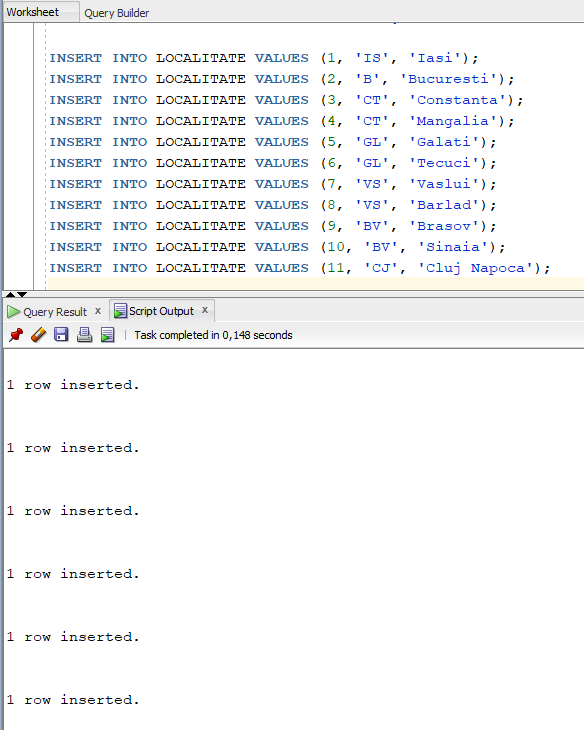 Worksheet Query Builder
INSERT INTO LOCALITATE VALUES (1, 'IS', 'Iasi');
INSERT INTO LOCALITATE VALUES (2, 'B', 'Bucuresti');
INSERT INTO LOCALITATE VALUES (3, 'CT', 'Constanta');
INSERT INTO LOCALITATE VALUES (4, 'CT', 'Mangalia');
INSERT INTO LOCALITATE VALUES (5, 'GL', 'Galati');
INSERT INTO LOCALITATE VALUES (6, 'GL', 'Tecuci');
INSERT INTO LOCALITATE VALUES (7, 'VS', 'Vaslui');
INSERT INTO LOCALITATE VALUES (8, 'VS', 'Barlad');
INSERT INTO LOCALITATE VALUES (9, 'BV', 'Brasov');
INSERT INTO LOCALITATE VALUES (10, 'BV', 'Sinaia');
INSERT INTO LOCALITATE VALUES (11, 'CJ', 'Cluj Napoca');
Query Result x Script Output x
Task completed in 0,148 seconds
1 row inserted.
1 row inserted.
1 row inserted.
1 row inserted.
1 row inserted.
1 row inserted.